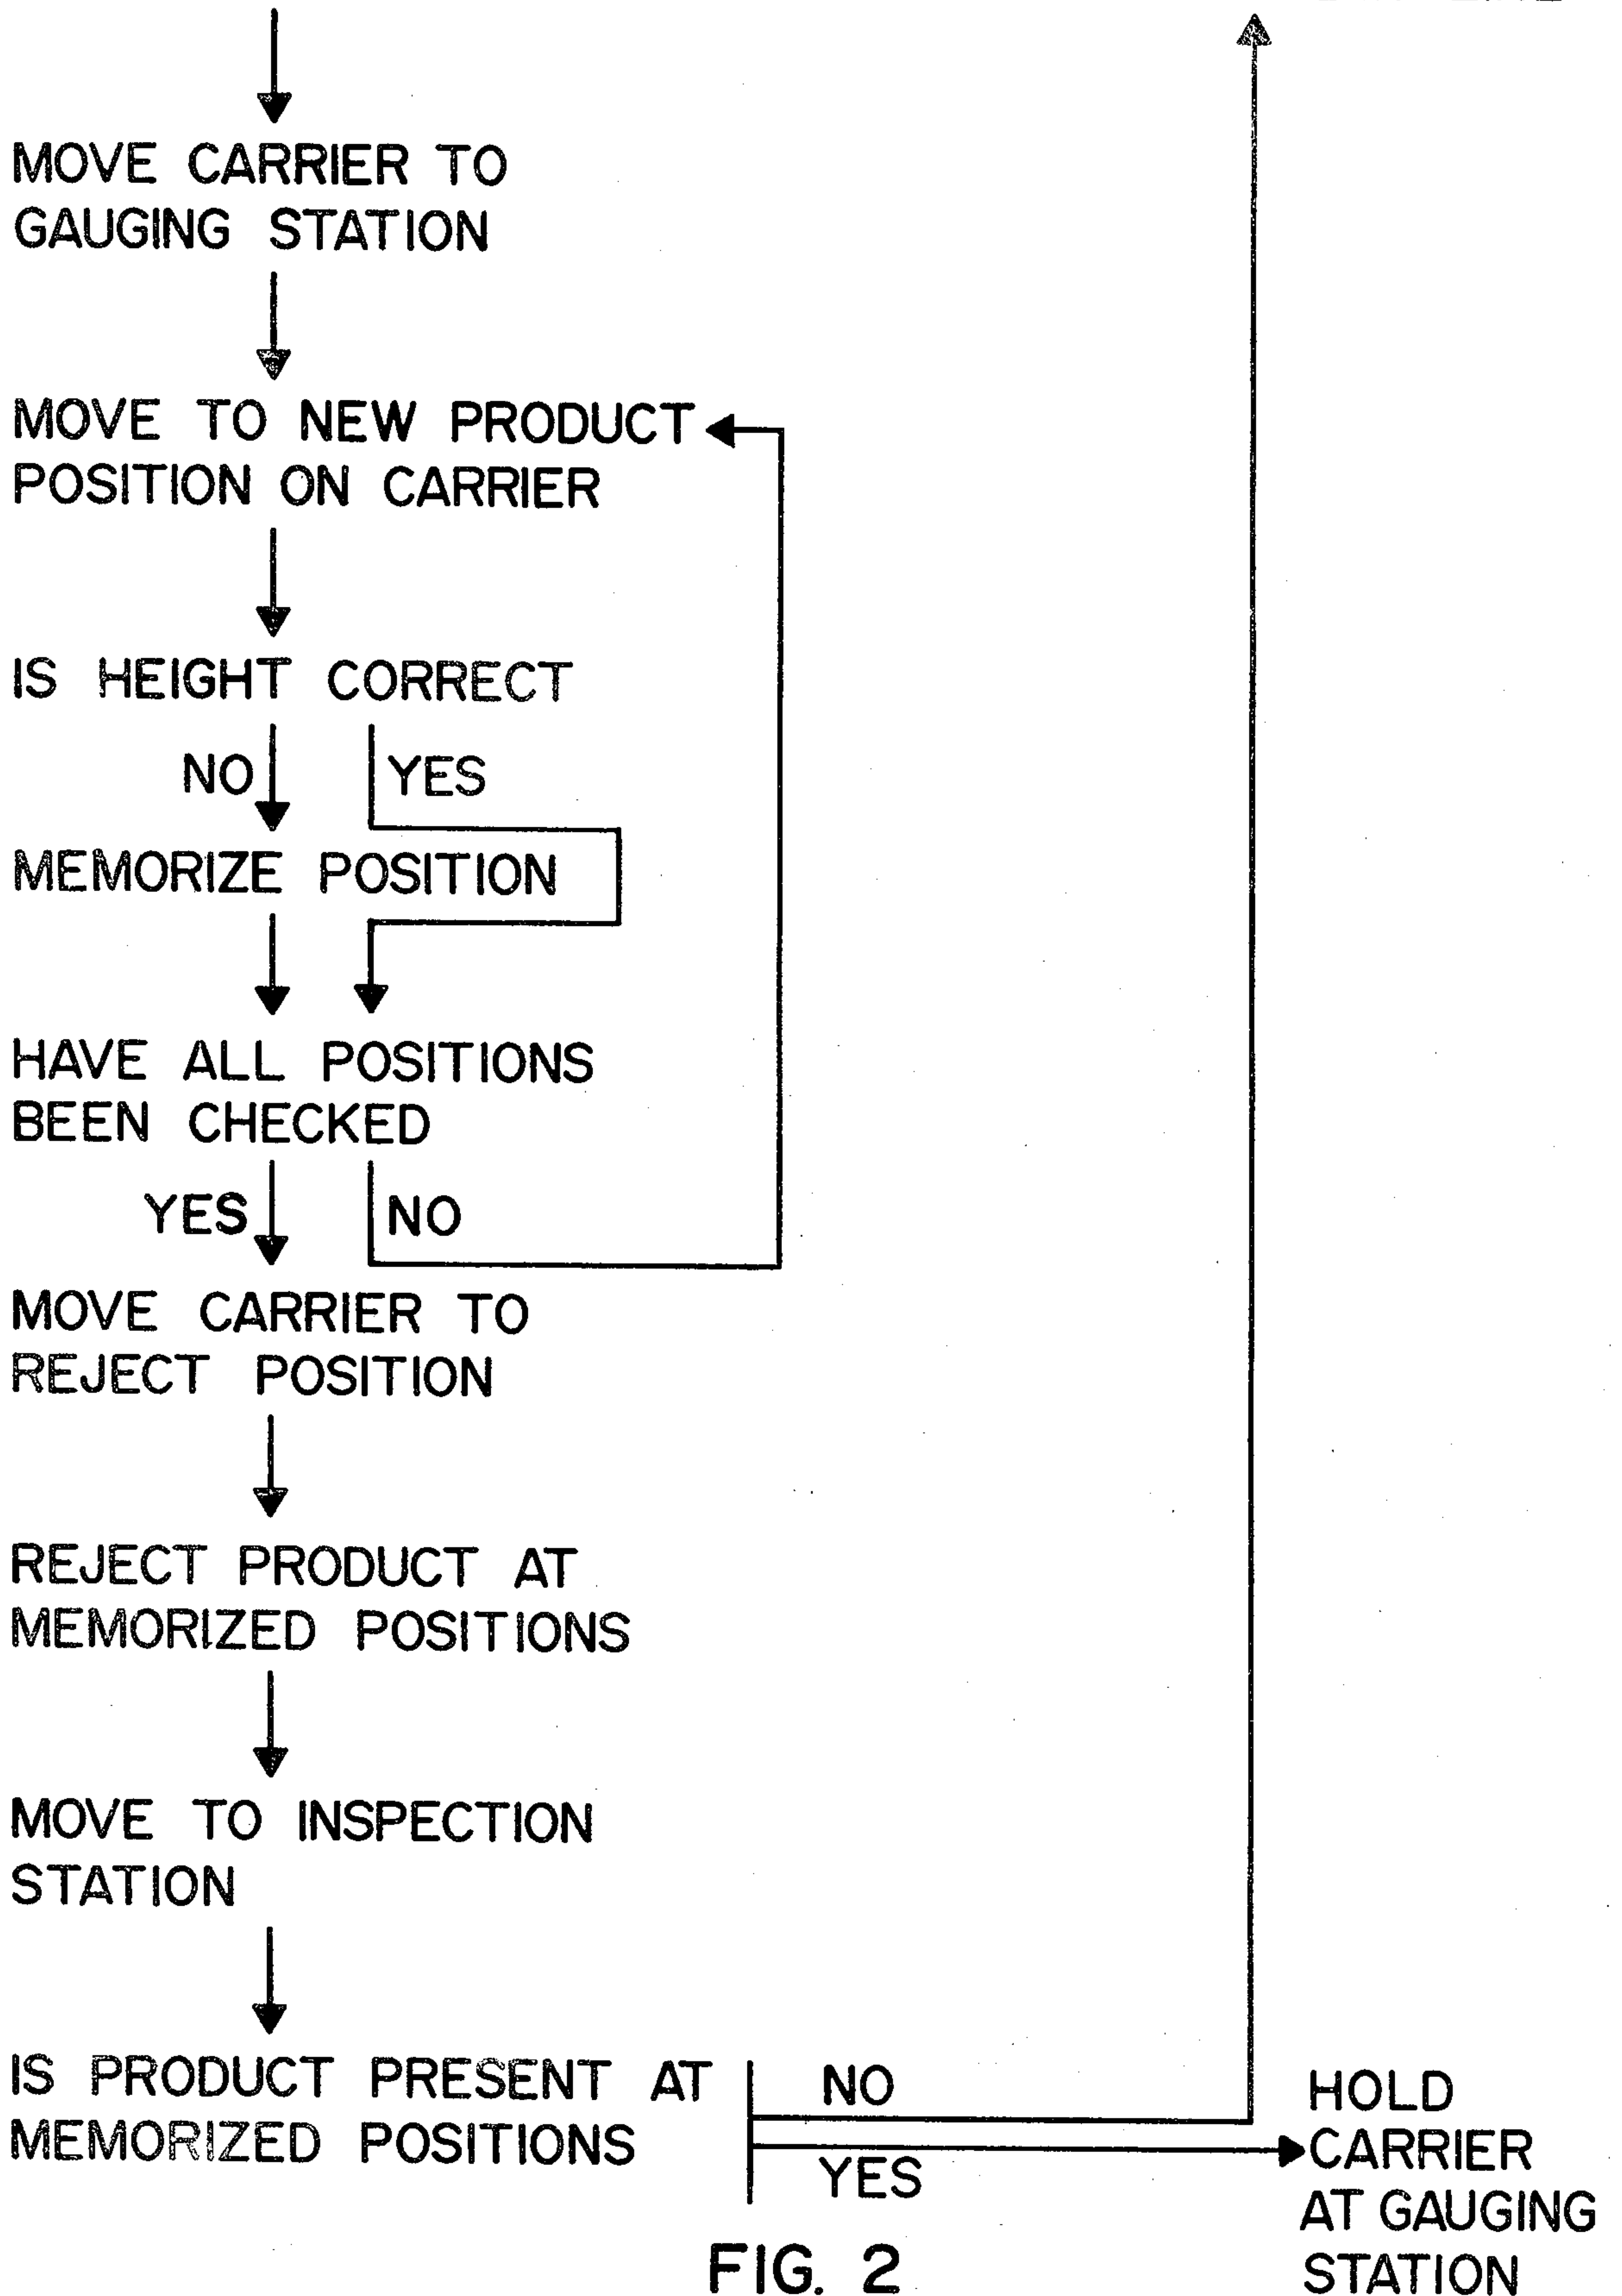 MOVE CARRIER TO
GAUGING STATION
MOVE TO NEW PRODUCT
POSITION ON CARRIER
IS HEIGHT CORRECT
NO
YES
MEMORIZE POSITION
HAVE ALL POSITIONS
BEEN CHECKED
YES
NO
MOVE CARRIER TO
REJECT POSITION
REJECT PRODUCT AT
MEMORIZED POSITIONS
MOVE TO INSPECTION
STATION
IS PRODUCT PRESENT AT
MEMORIZED POSITIONS
NO
YES
HOLD
CARRIER
AT GAUGING
STATION
FIG. 2